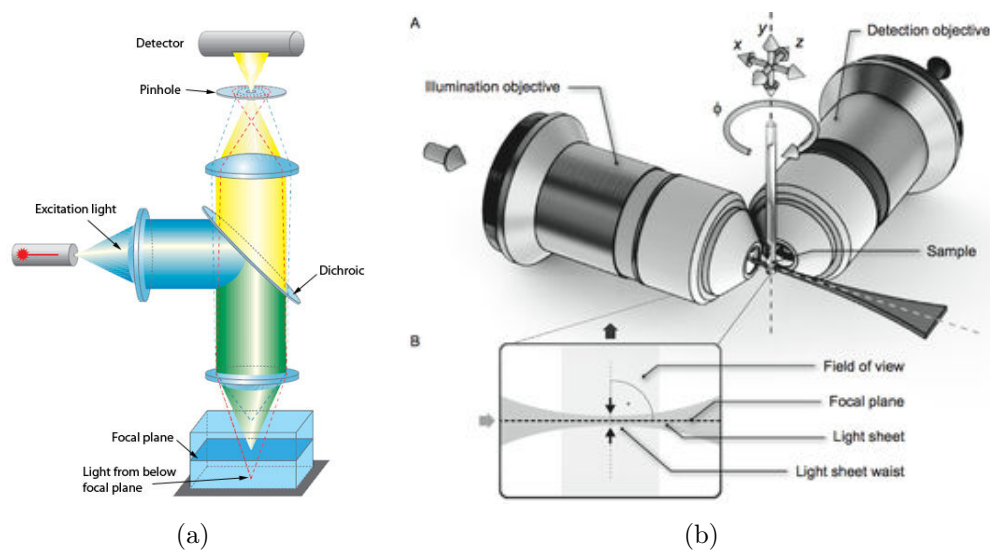 Detector
Pinhole
Excitation light
Dichroic
Focal plane
Light from below
focal plane
(a)
A
y
x
z
ϕ
Detection objective
Illumination objective
Sample
B
Field of view
Focal plane
Light sheet
Light sheet waist
(b)